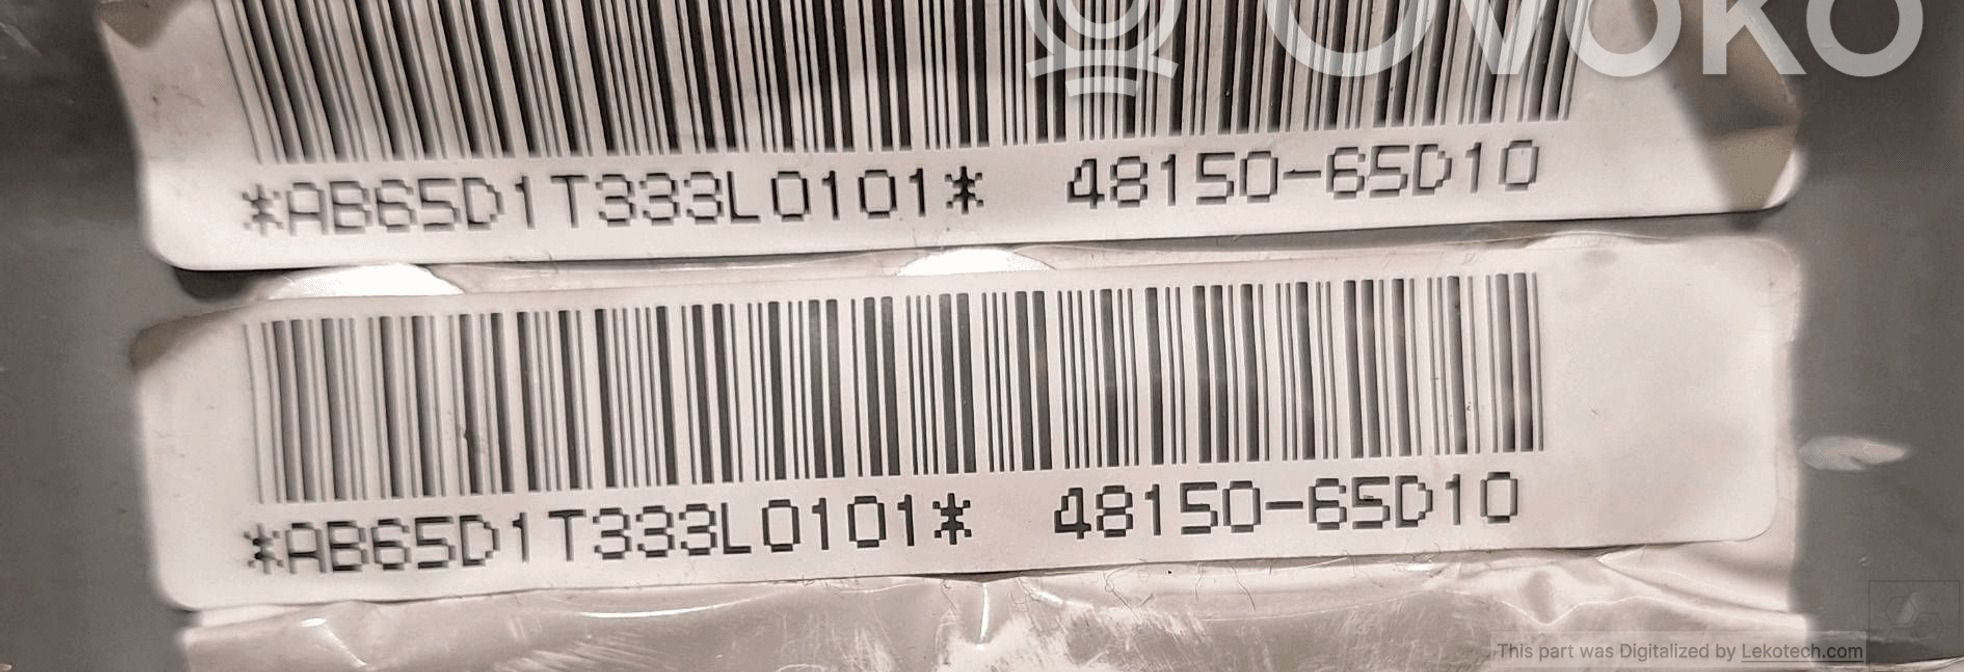 OVOKO
*AB65D1T333L0101* 48150-65D10
*AB65D1T333L0101* 48150-65D10
This part was Digitalized by Lekotech.com